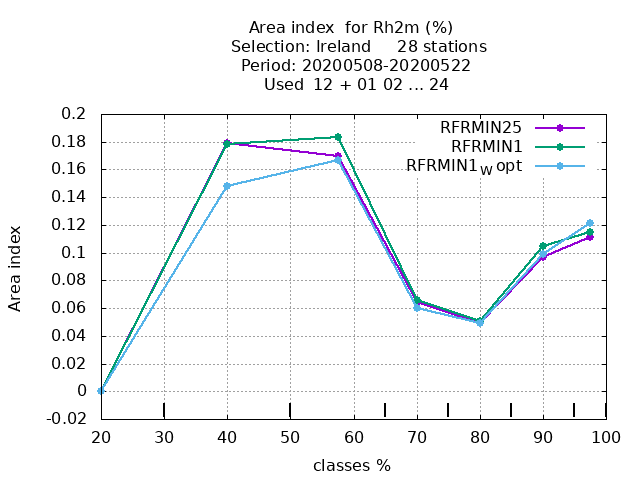 Area index  for Rh2m (%)
Selection: Ireland     28 stations
Period: 20200508-20200522
Used  12 + 01 02 ... 24
RFRMIN25
RFRMIN1
RFRMIN1W opt
0.2
0.18
0.16
0.14
0.12
0.1
0.08
0.06
0.04
0.02
0
-0.02
Area index
20 30 40 50 60 70 80 90 100
classes %